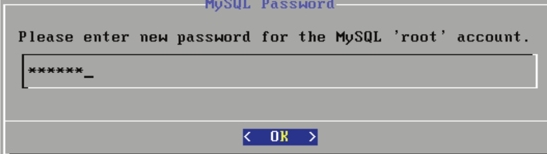 MySQL Password
Please enter new password for the MySQL 'root' account.
******_
< OK >